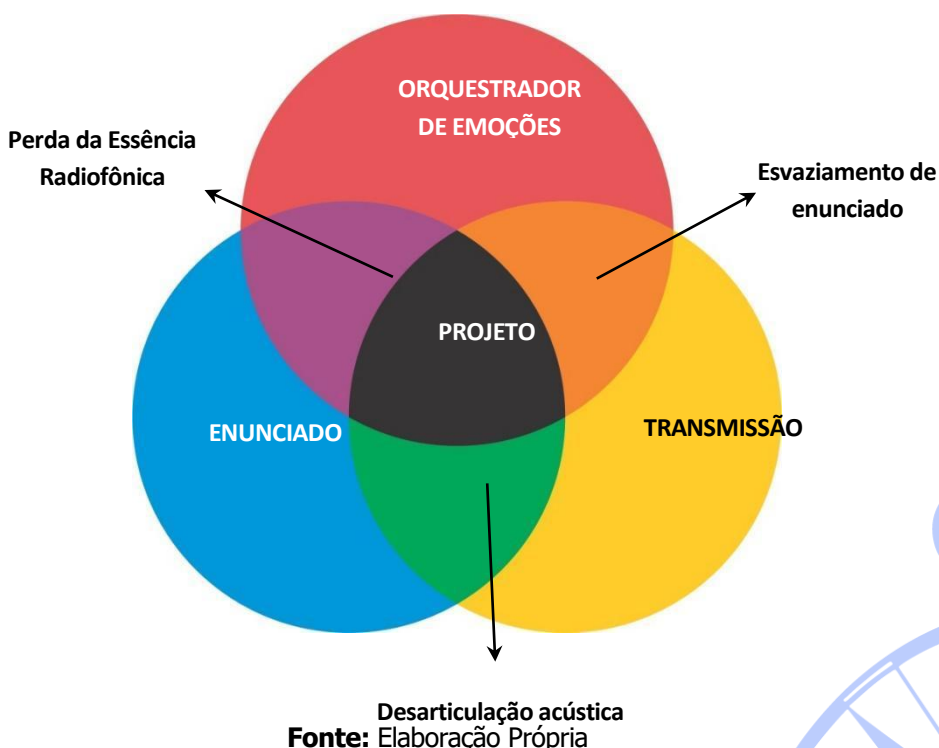 ORQUESTRADOR
DE EMOÇÕES
Perda da Essência
Radiofônica
Esvaziamento de
enunciado
PROJETO
ENUNCIADO
TRANSMISSÃO
Desarticulação acústica
Fonte: Elaboração Própria